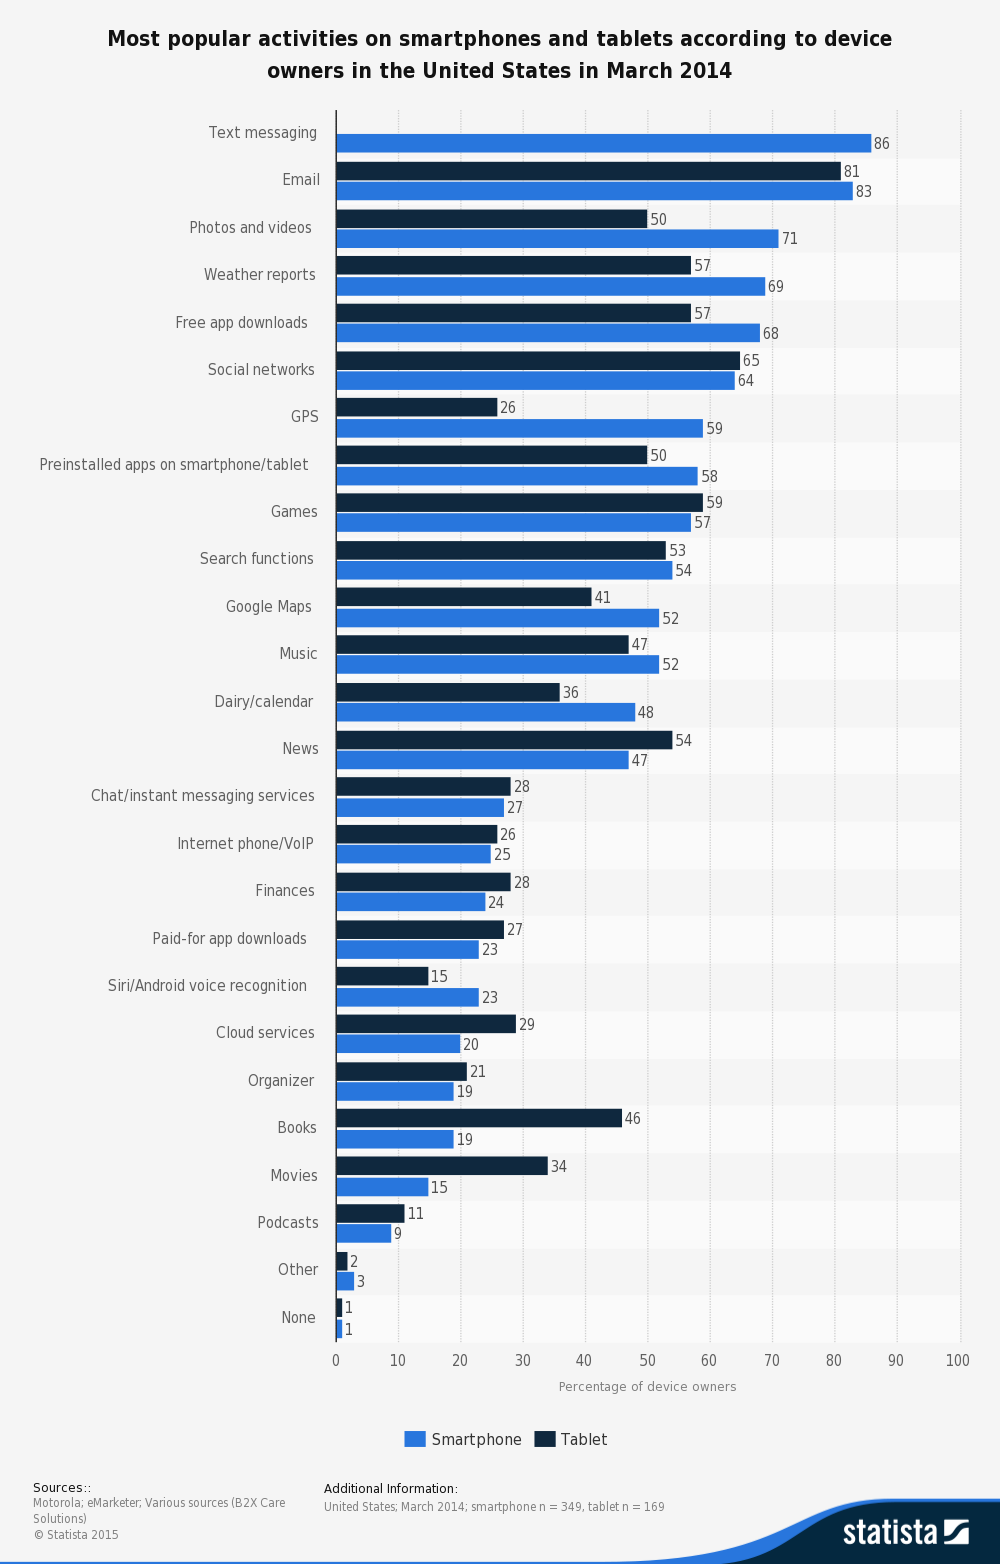 Most popular activities on smartphones and tablets according to device
owners in the United States in March 2014
Text messaging
86
Email
81
83
Photos and videos
50
71
Weather reports
57
69
Free app downloads
57
68
Social networks
65
64
GPS
26
59
Preinstalled apps on smartphone/tablet
50
58
Games
59
57
Search functions
53
54
Google Maps
41
52
Music
47
52
Dairy/calendar
36
48
News
54
47
Chat/instant messaging services
28
27
Internet phone/VoIP
26
25
Finances
28
24
Paid-for app downloads
27
23
Siri/Android voice recognition
15
23
Cloud services
29
20
Organizer
21
19
Books
46
19
Movies
34
15
Podcasts
11
9
Other
2
3
None
1
1
0 10 20 30 40 50 60 70 80 90 100
Percentage of device owners
Smartphone Tablet
Sources::
Motorola; eMarketer; Various sources (B2X Care
Solutions)
© Statista 2015
Additional Information:
United States; March 2014; smartphone n = 349, tablet n = 169
statista